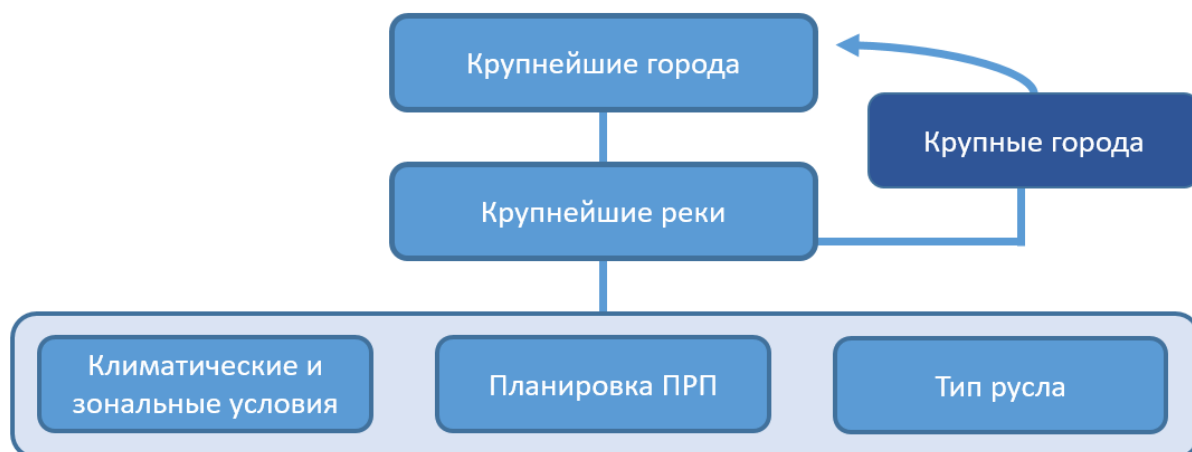 Крупнейшие города
Крупные города
Крупнейшие реки
Климатические и
зональные условия
Планировка ПРП
Тип русла